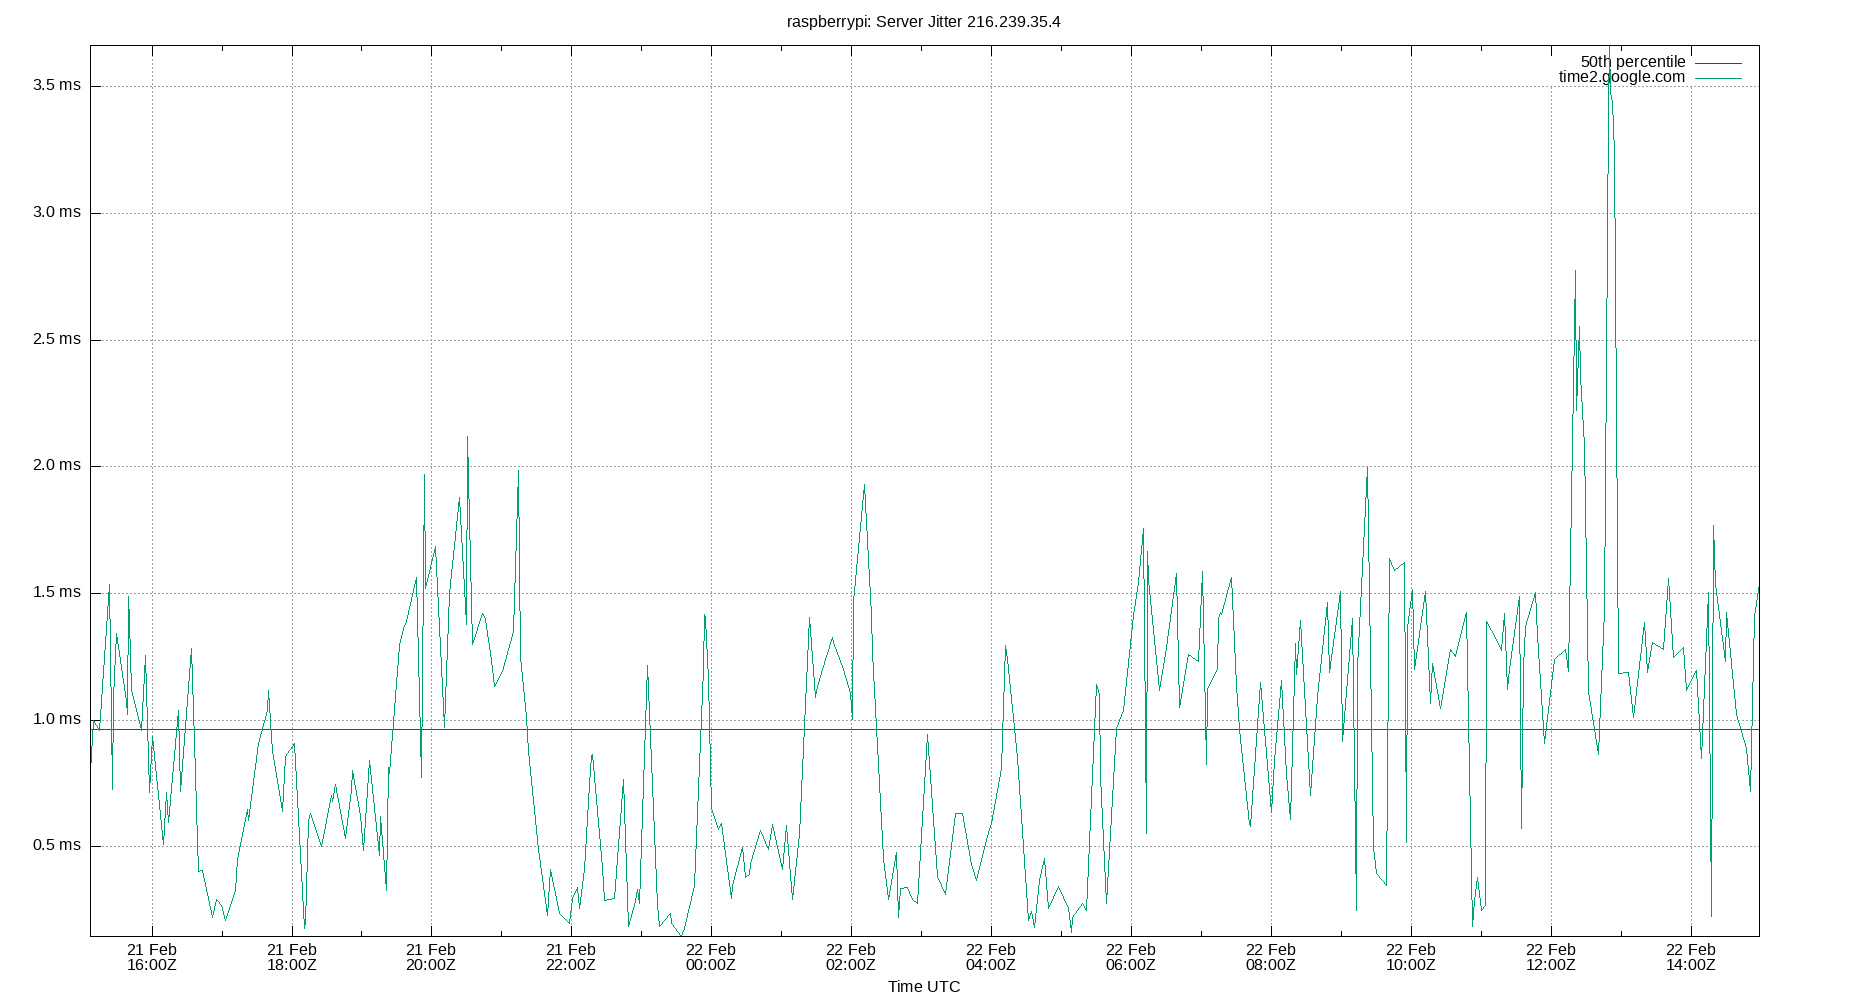 raspberrypi: Server Jitter 216.239.35.4
50th percentile
time2.google.com
3.5 ms
3.0 ms
2.5 ms
2.0 ms
1.5 ms
1.0 ms
0.5 ms
21 Feb 21 Feb 21 Feb 21 Feb 22 Feb 22 Feb 22 Feb 22 Feb 22 Feb 22 Feb 22 Feb 22 Feb
16:00Z 18:00Z 20:00Z 22:00Z 00:00Z 02:00Z 04:00Z 06:00Z 08:00Z 10:00Z 12:00Z 14:00Z
Time UTC